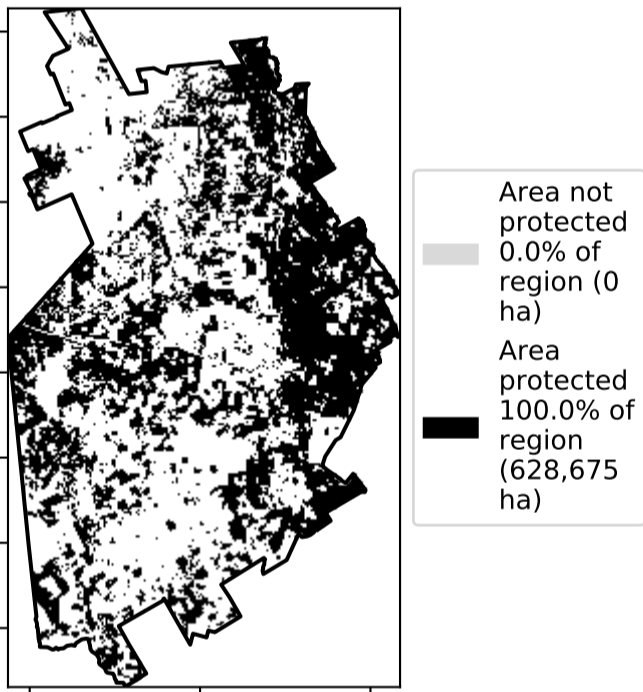 Area not
protected
0.0% of
region (0
ha)
Area
protected
100.0% of
region
(628,675
ha)